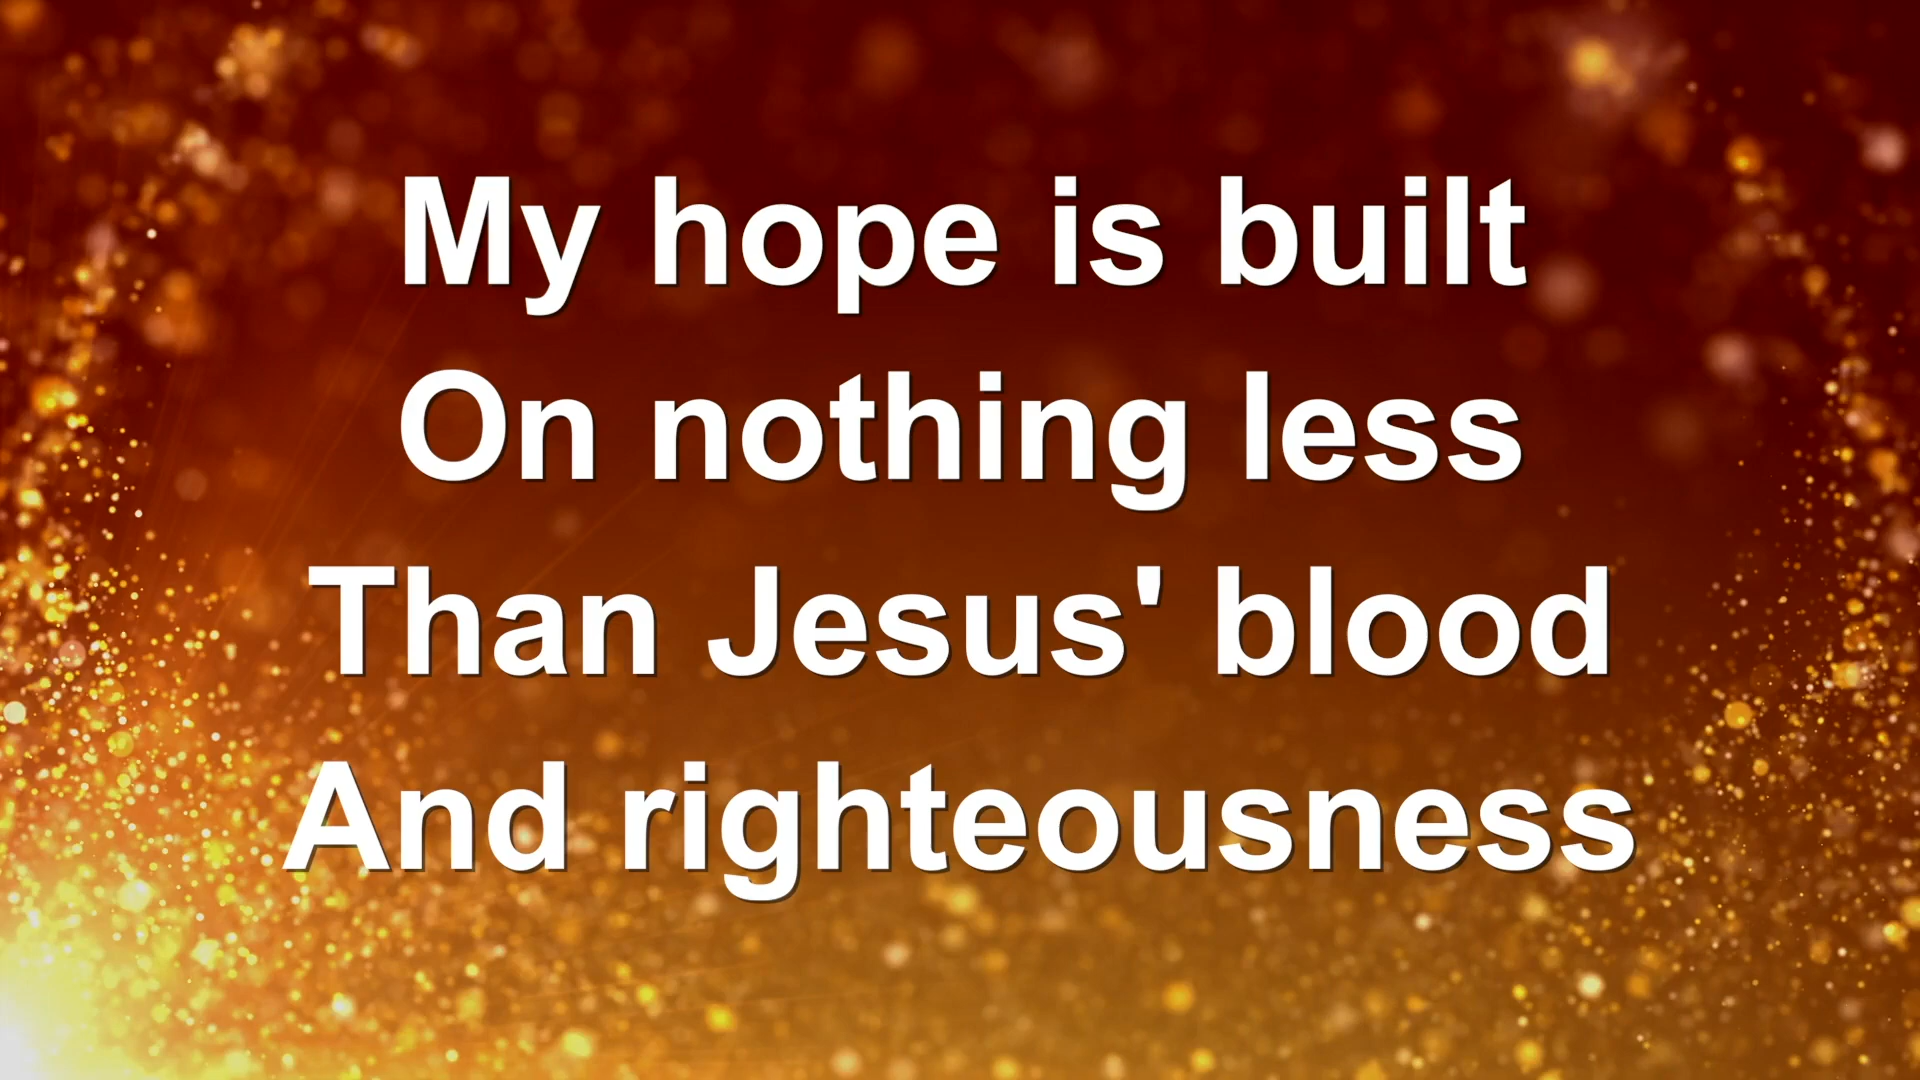 My hope is built
On nothing less
Than Jesus' blood
And righteousness